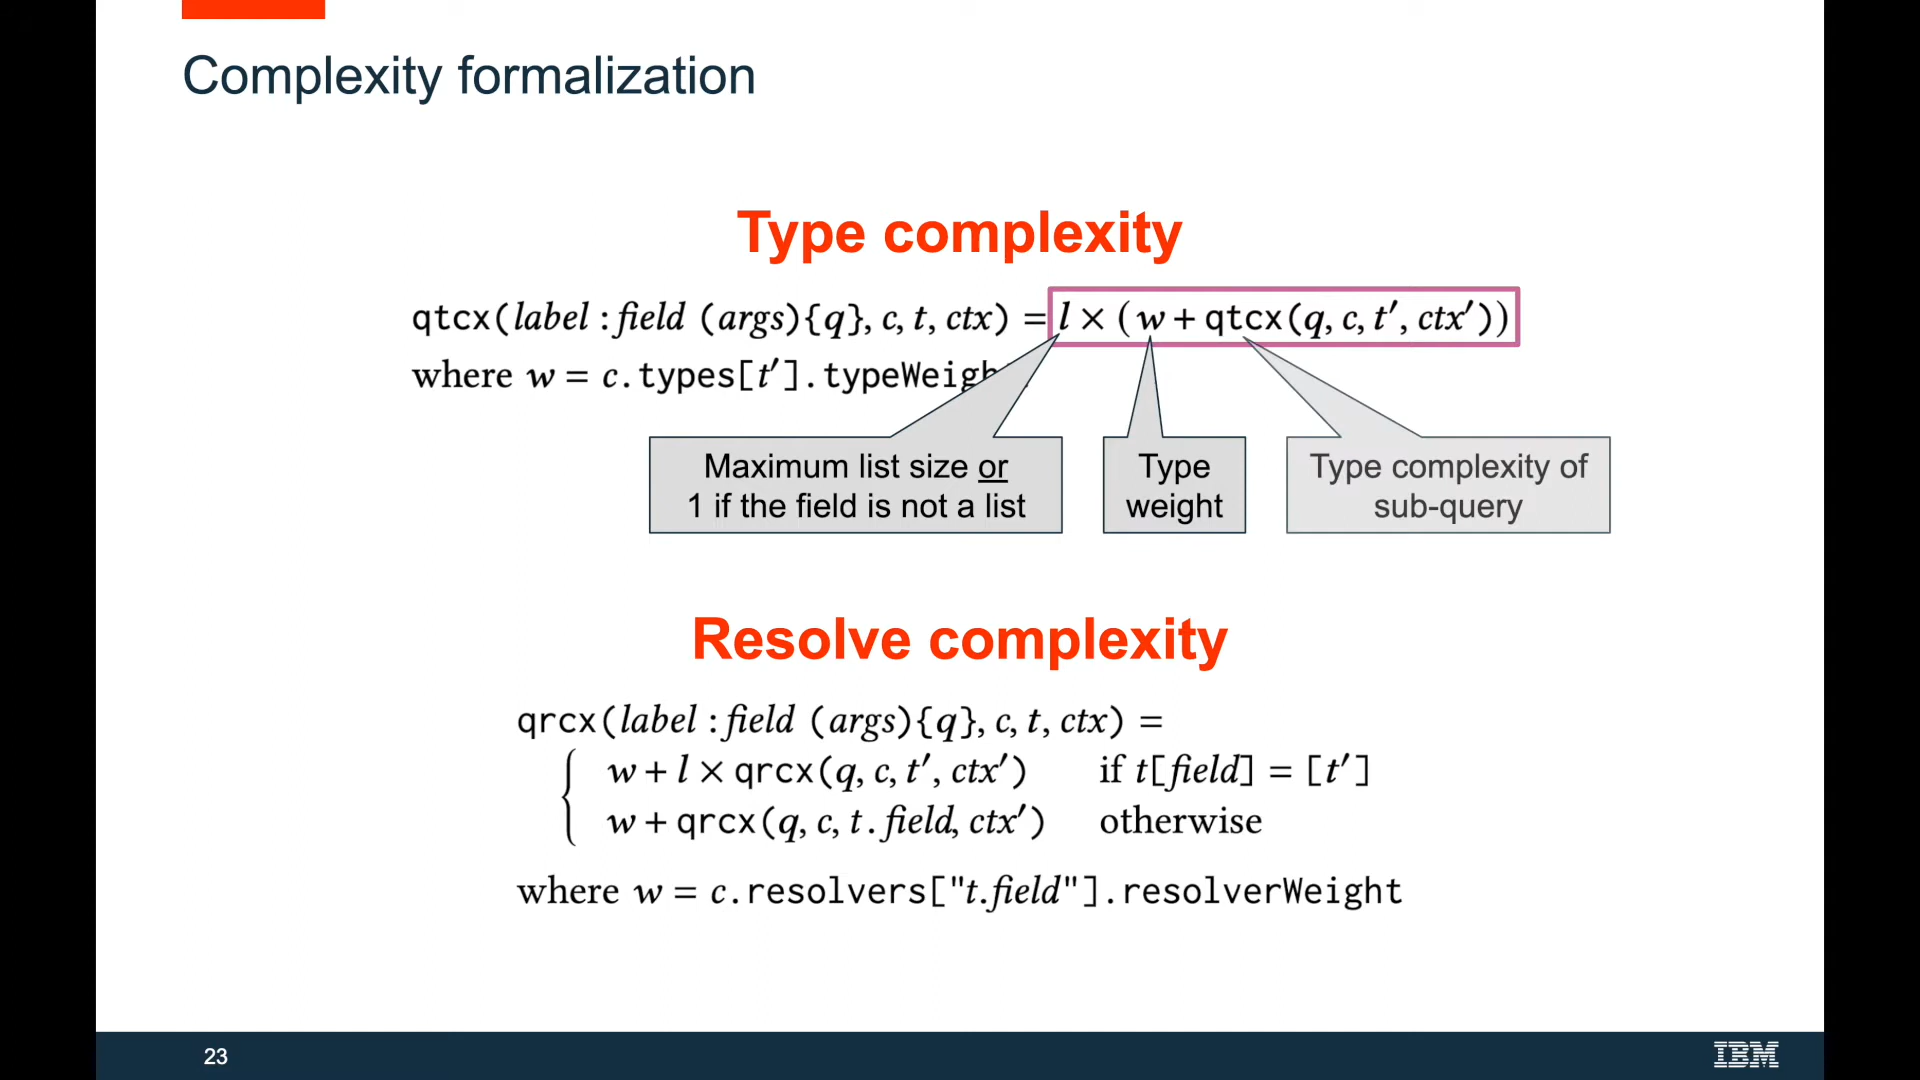 Complexity formalization
Type complexity
qtcx(label :field (args){q}, c, t, ctx) = l × (w + qtcx(q, c, t′, ctx′))
where w = c.types[t′].typeWeigh
Maximum list size or
1 if the field is not a list
Type
weight
Type complexity of
sub-query
Resolve complexity
qrcx(label :field (args){q}, c, t, ctx) =
w + l × qrcx(q, c, t′, ctx′) if t[field] = [t′]
w + qrcx(q, c, t.field, ctx′) otherwise
where w = c.resolvers["t.field"].resolverWeight
23
IBM